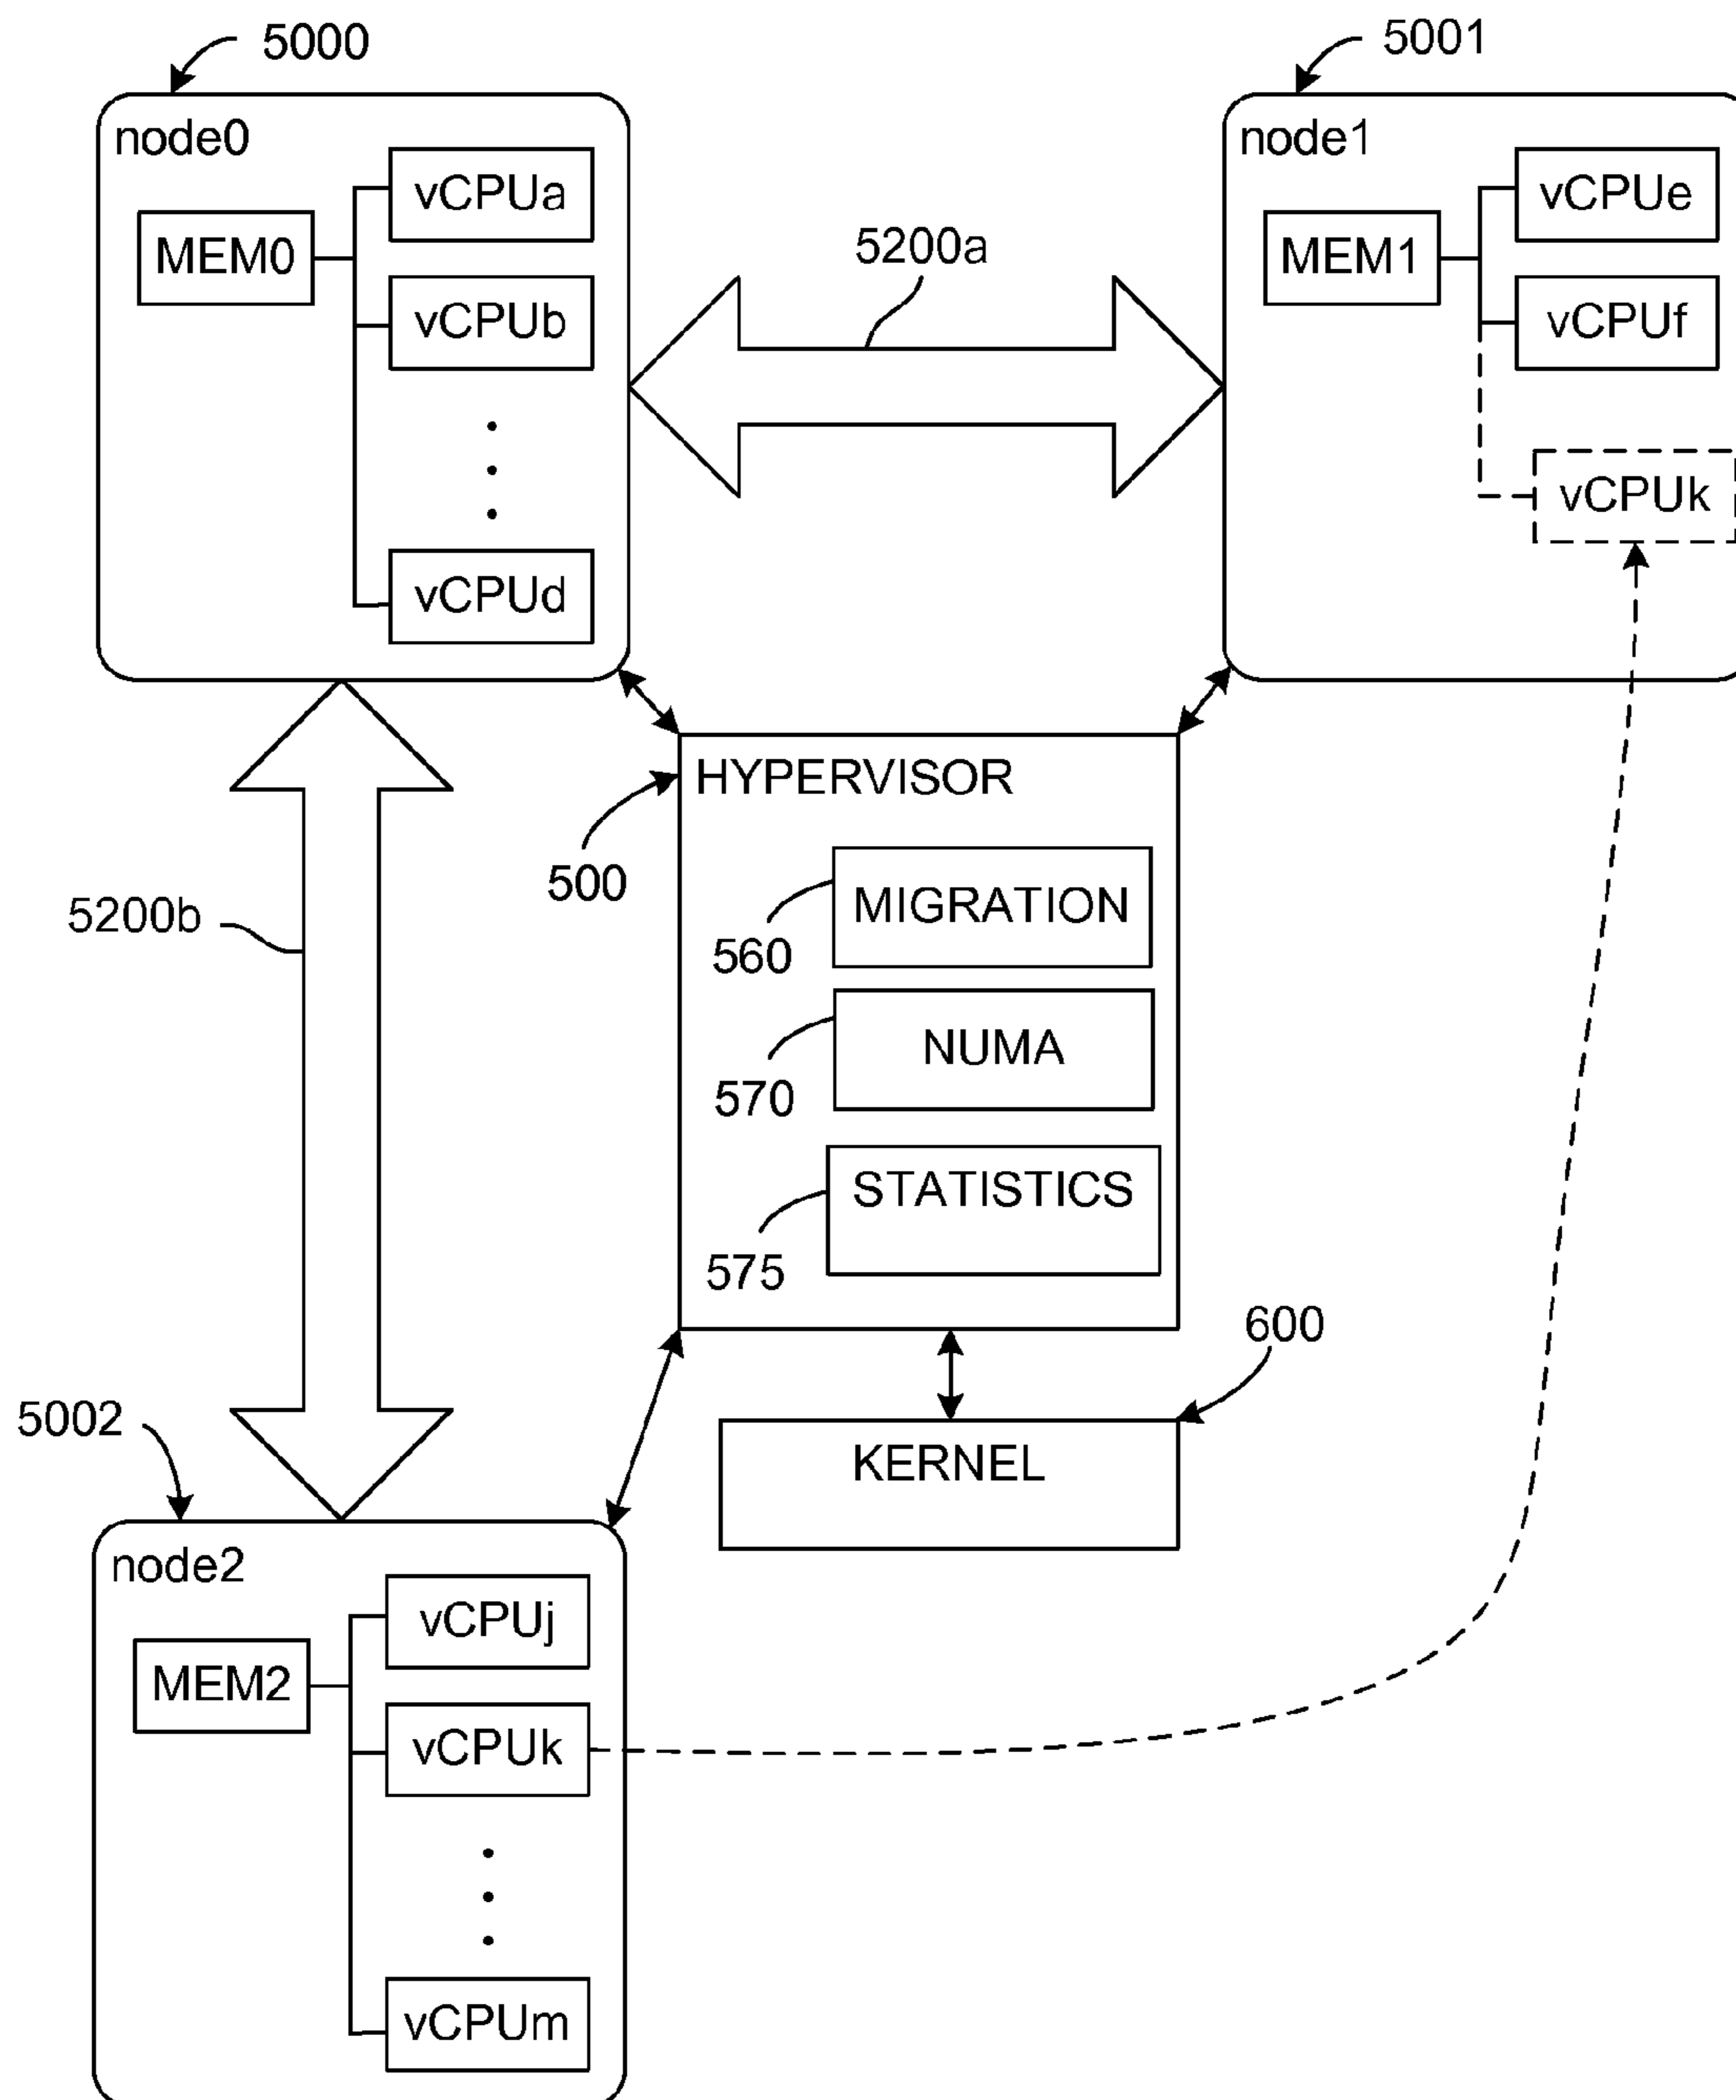 5000
5001
node0
vCPUa
MEM0
vCPUb
vCPUd
5200a
node1
vCPUe
MEM1
vCPUf
vCPUk
HYPERVISOR
500
MIGRATION
560
NUMA
570
STATISTICS
575
5200b
600
KERNEL
5002
node2
vCPUj
MEM2
vCPUk
vCPUm